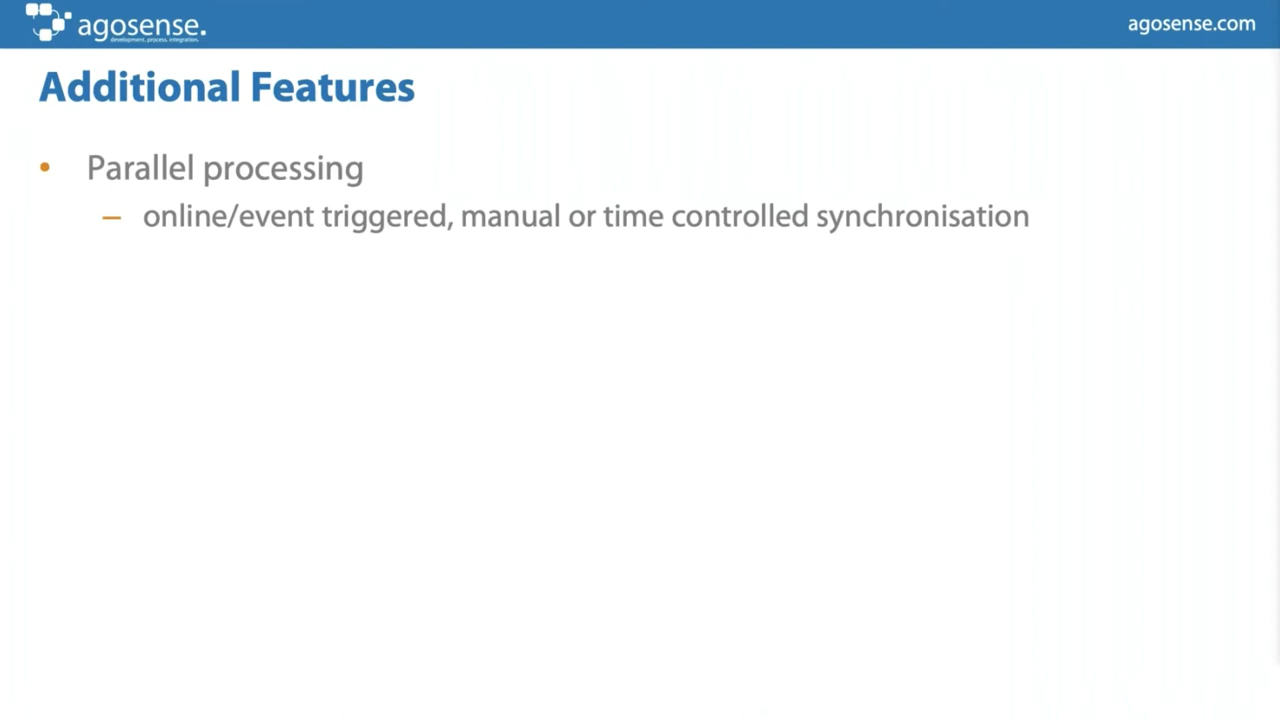 agosense.
development. process. integration.
agosense.com
Additional Features
• Parallel processing
– online/event triggered, manual or time controlled synchronisation